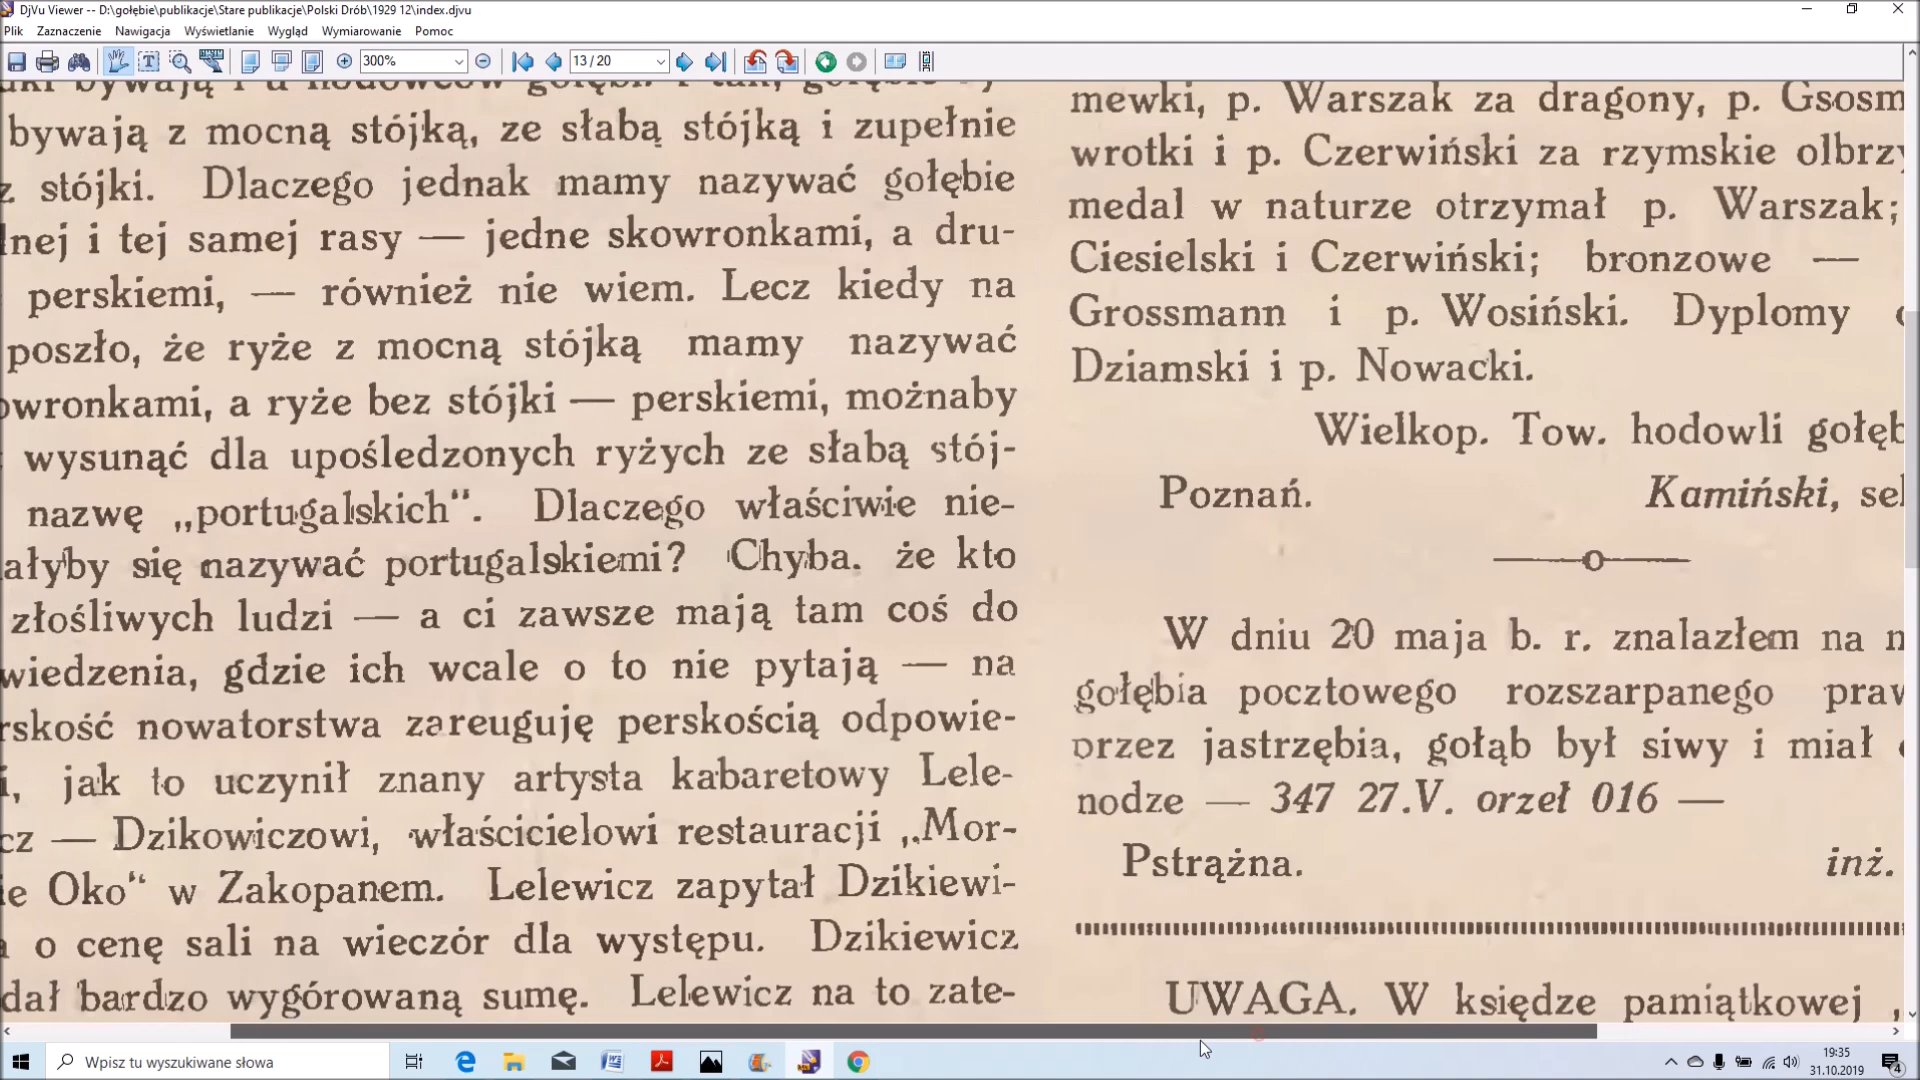 DjVu Viewer -- D:\gołębie\publikacje\Stare publikacje\Polski Drób\1929 12\index.djvu
Plik Zaznaczenie Nawigacja Wyświetlanie Wygląd Wymiarowanie Pomoc
300% 13 / 20
bywają i u hodowców
bywają z mocną stójką, ze słabą stójką i zupełnie
z stójki. Dlaczego jednak mamy nazywać gołębie
nej i tej samej rasy — jedne skowronkami, a dru-
perskiemi, — również nie wiem. Lecz kiedy na
poszło, że ryże z mocną stójką mamy nazywać
owronkami, a ryże bez stójki — perskiemi, możnaby
wysunąć dla upośledzonych ryżych ze słabą stój-
nazwę „portugalskich“. Dlaczego właściwie nie-
ałyby się nazywać portugalskiemi? Chyba. że kto
złośliwych ludzi — a ci zawsze mają tam coś do
wiedzenia, gdzie ich wcale o to nie pytają — na
rskość nowatorstwa zareuguję perskością odpowie-
i, jak to uczynił znany artysta kabaretowy Lele-
cz — Dzikowiczowi, właścicielowi restauracji „Mor-
ie Oko“ w Zakopanem. Lelewicz zapytał Dzikiewi-
a o cenę sali na wieczór dla występu. Dzikiewicz
dał bardzo wygórowaną sumę. Lelewicz na to zate-
mewki, p. Warszak za dragony, p. Gsosm
wrotki i p. Czerwiński za rzymskie olbrzy
medal w naturze otrzymał p. Warszak;
Ciesielski i Czerwiński; bronzowe —
Grossmann i p. Wosiński. Dyplomy
Dziamski i p. Nowacki.
Wielkop. Tow. hodowli gołęb
Poznań. Kamiński, sek
W dniu 20 maja b. r. znalazłem na
gołębia pocztowego rozszarpanego praw
przez jastrzębia, gołąb był siwy i miał
nodze — 347 27.V. orzeł 016 —
Pstrążna. inż.
UWAGA. W księdze pamiątkowej
Wpisz tu wyszukiwane słowa
19:35
31.10.2019
4